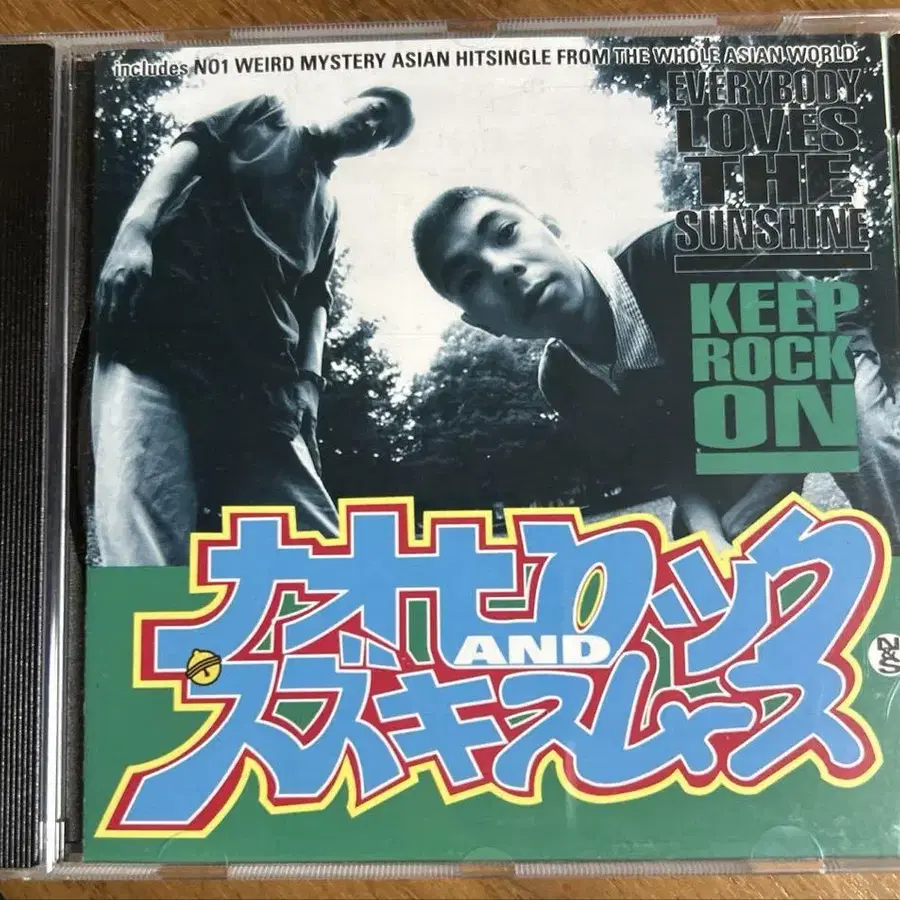 includes NO1 WEIRD MYSTERY ASIAN HITSINGLE FROM THE WHOLE ASIAN WORLD
EVERYBODY
LOVES
THE
SUNSHINE
KEEP
ROCK
ON
ナオヒロック
AND
スズキスムース